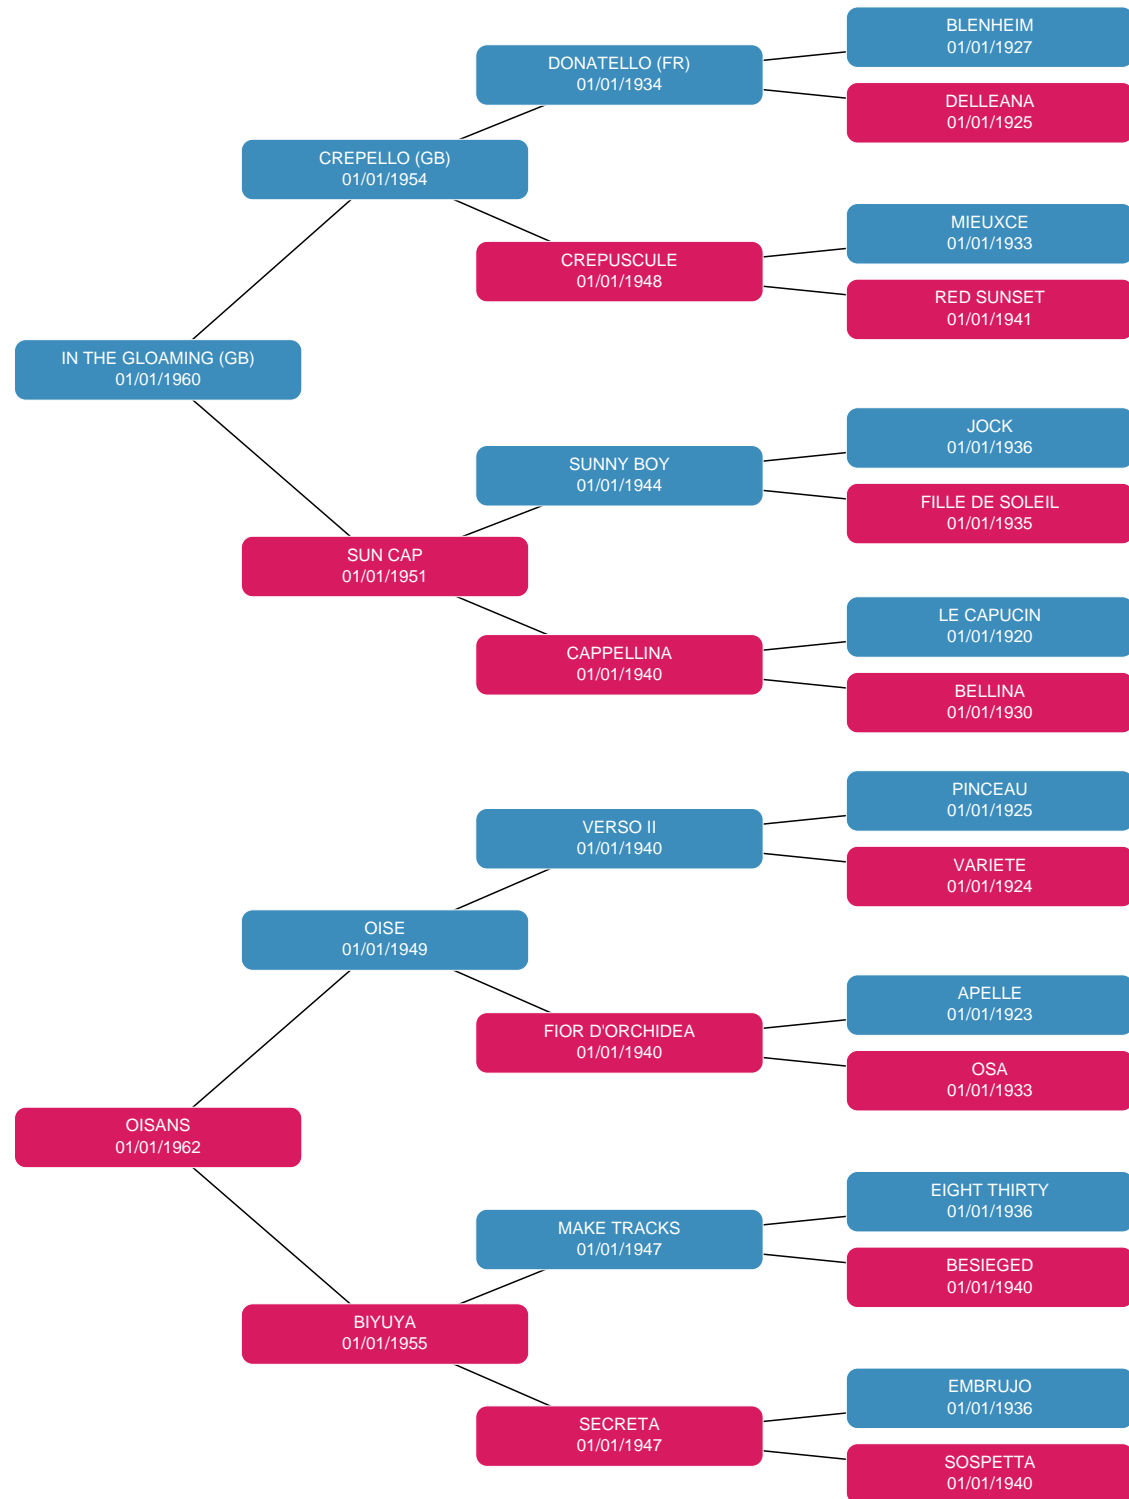 BLENHEIM
01/01/1927
DONATELLO (FR)
01/01/1934
DELLEANA
01/01/1925
CREPELLO (GB)
01/01/1954
MIEUXCE
01/01/1933
CREPUSCULE
01/01/1948
RED SUNSET
01/01/1941
IN THE GLOAMING (GB)
01/01/1960
JOCK
01/01/1936
SUNNY BOY
01/01/1944
FILLE DE SOLEIL
01/01/1935
SUN CAP
01/01/1951
LE CAPUCIN
01/01/1920
CAPPELLINA
01/01/1940
BELLINA
01/01/1930
PINCEAU
01/01/1925
VERSO II
01/01/1940
VARIETE
01/01/1924
OISE
01/01/1949
APELLE
01/01/1923
FIOR D'ORCHIDEA
01/01/1940
OSA
01/01/1933
OISANS
01/01/1962
EIGHT THIRTY
01/01/1936
MAKE TRACKS
01/01/1947
BESIEGED
01/01/1940
BIYUYA
01/01/1955
EMBRUJO
01/01/1936
SECRETA
01/01/1947
SOSPETTA
01/01/1940